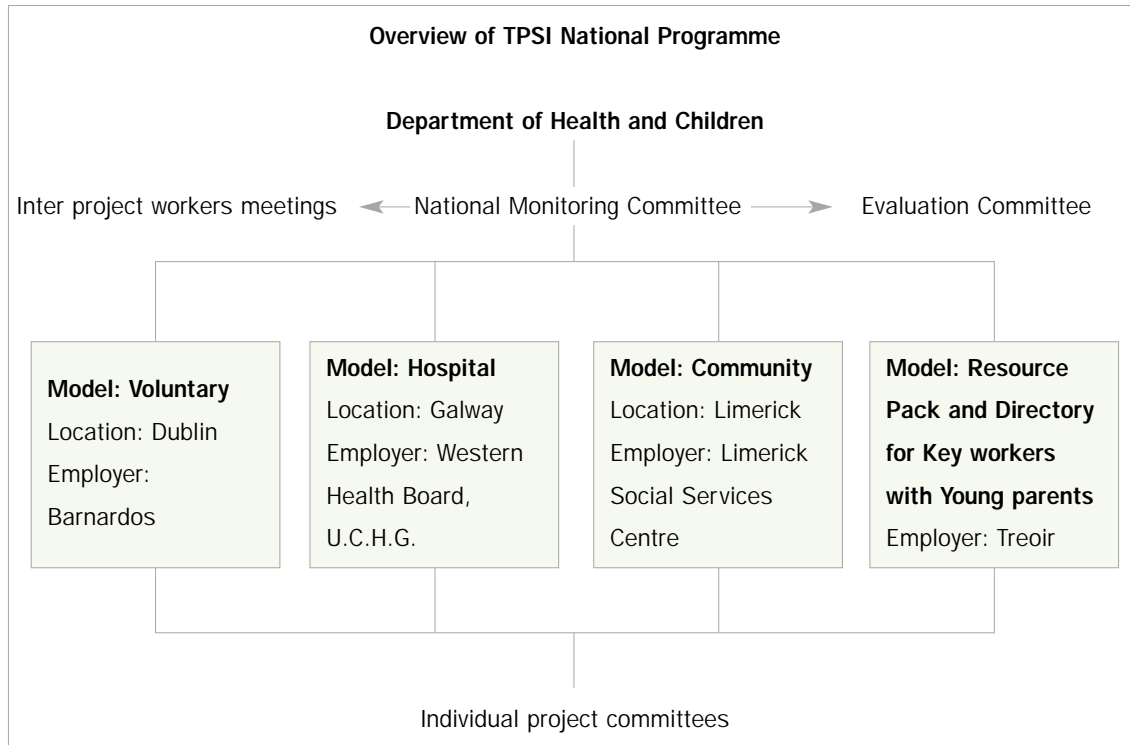 Overview of TPSI National Programme
Department of Health and Children
Inter project workers meetings
National Monitoring Committee
Evaluation Committee
Model: Voluntary
Location: Dublin
Employer:
Barnardos
Model: Hospital
Location: Galway
Employer: Western
Health Board,
U.C.H.G.
Model: Community
Location: Limerick
Employer: Limerick
Social Services
Centre
Model: Resource
Pack and Directory
for Key workers
with Young parents
Employer: Treoir
Individual project committees